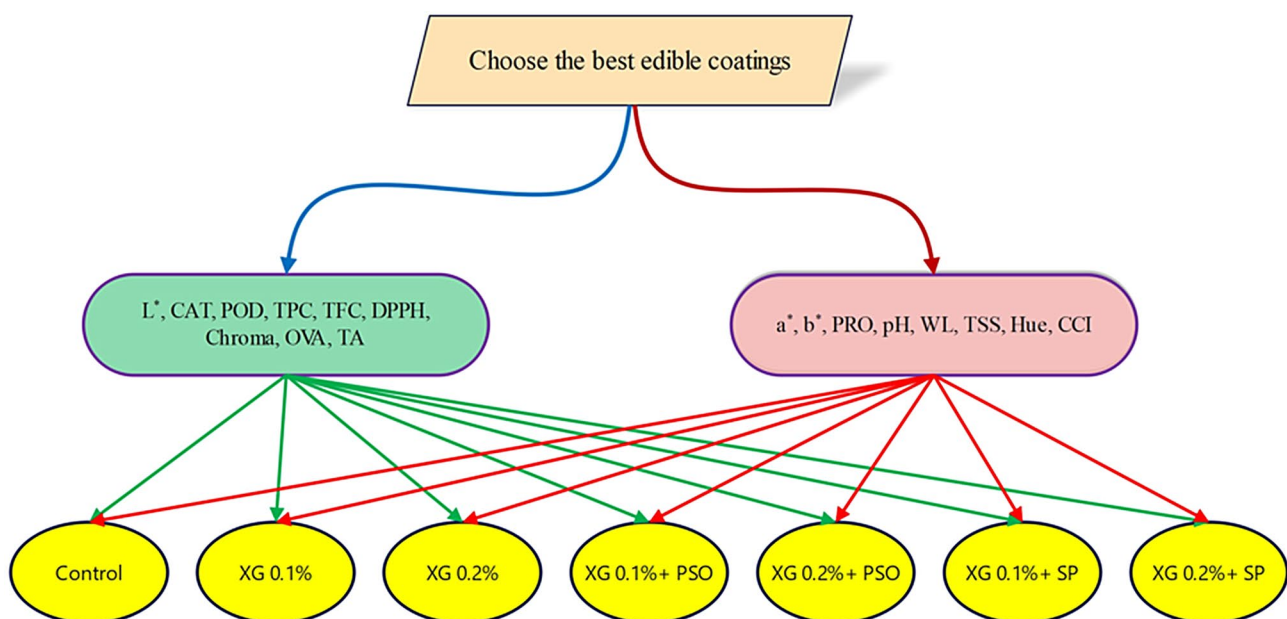 Choose the best edible coatings
L*, CAT, POD, TPC, TFC, DPPH,
Chroma, OVA, TA
a*, b*, PRO, pH, WL, TSS, Hue, CCI
Control
XG 0.1%
XG 0.2%
XG 0.1%+ PSO
XG 0.2%+ PSO
XG 0.1%+ SP
XG 0.2%+ SP